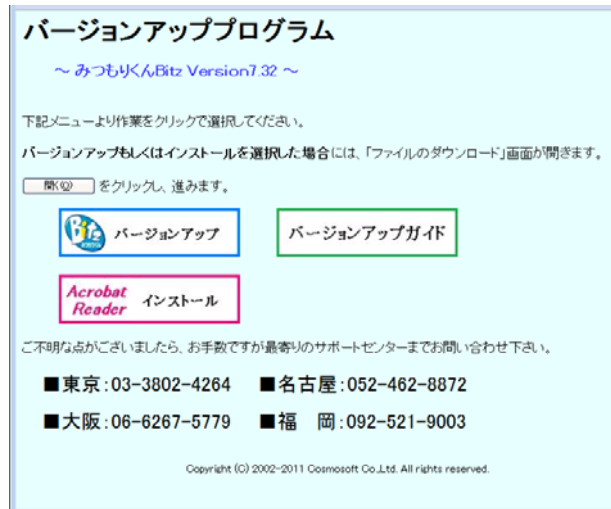 バージョンアッププログラム
～ みつもりくんBitz Version7.32 ～
下記メニューより作業をクリックで選択してください。
バージョンアップもしくはインストールを選択した場合には、「ファイルのダウンロード」画面が開きます。
開く(O) をクリックし、進みます。
Bitz バージョンアップ バージョンアップガイド
Acrobat Reader インストール
ご不明な点がございましたら、お手数ですが最寄りのサポートセンターまでお問い合わせ下さい。
■東京:03-3802-4264 ■名古屋:052-462-8872
■大阪:06-6267-5779 ■福　岡:092-521-9003
Copyright (C) 2002-2011 Cosmosoft Co.,Ltd. All rights reserved.